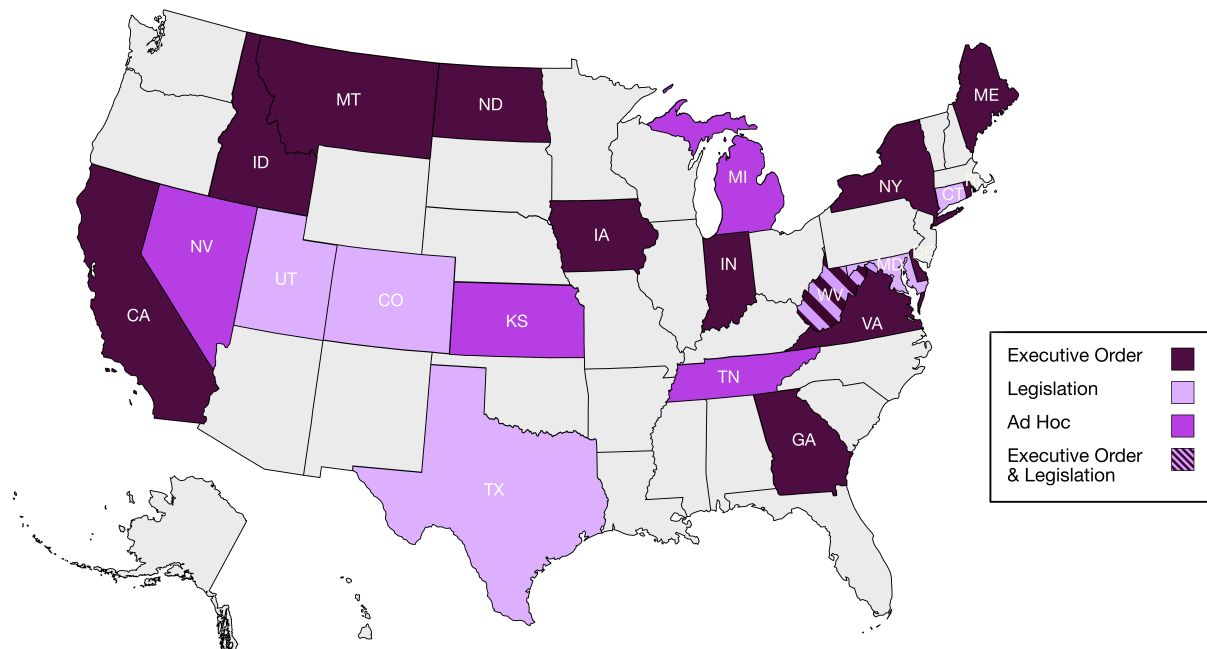 ME
MT
ND
ID
MI
NY
CT
IA
NV
IN
MD
UT
WV
CO
CA
KS
VA
Executive Order
TN
Legislation
Ad Hoc
GA
Executive Order
& Legislation
TX